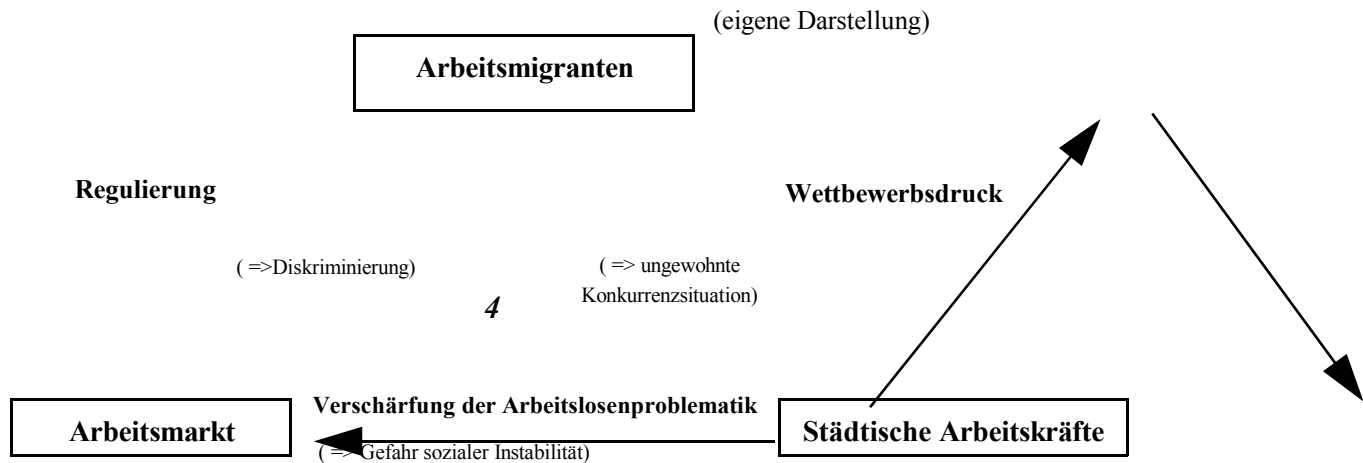 (eigene Darstellung)
Arbeitsmigranten
Regulierung
Wettbewerbsdruck
( =>Diskriminierung)
( => ungewohnte
Konkurrenzsituation)
4
Verschärfung der Arbeitslosenproblematik
Arbeitsmarkt
Städtische Arbeitskräfte
( => Gefahr sozialer Instabilität)